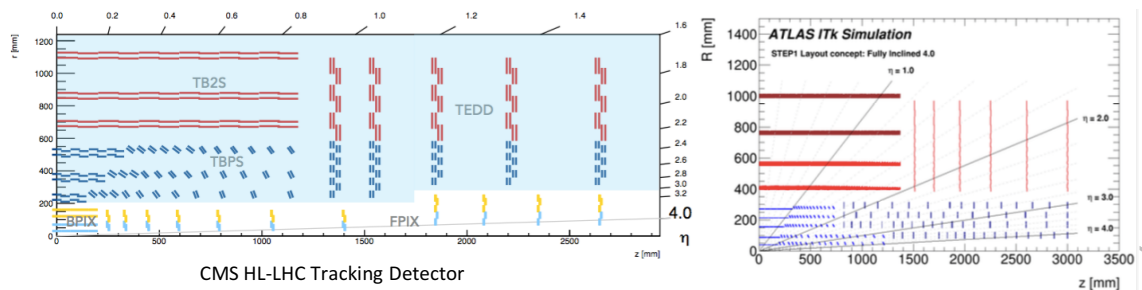 0.0 0.2 0.4 0.6 0.8 1.0 1.2 1.4 1.6
r [mm]
1200
1000
800
600
400
200
0
TB2S
TEDD
TBPS
BPIX
FPIX
1.8
2.0
2.2
2.4
2.6
2.8
3.0
3.2
4.0
η
0 500 1000 1500 2000 2500
z [mm]
CMS HL-LHC Tracking Detector
R [mm]
1400
1200
1000
800
600
400
200
0
ATLAS ITk Simulation
STEP1 Layout concept: Fully Inclined 4.0
η = 1.0
η = 2.0
η = 3.0
η = 4.0
0 500 1000 1500 2000 2500 3000 3500
z [mm]